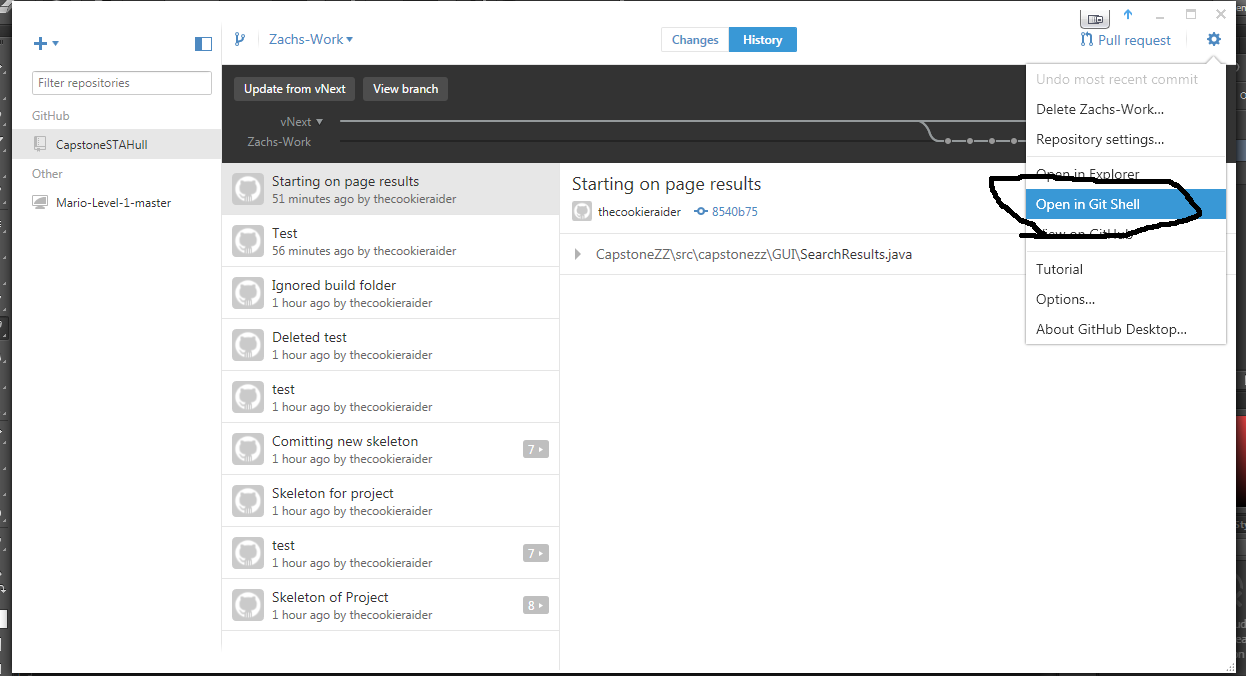 Zachs-Work
Changes
History
Pull request
Filter repositories
GitHub
CapstoneSTAHull
Other
Mario-Level-1-master
Update from vNext
View branch
vNext
Zachs-Work
Starting on page results
51 minutes ago by thecookieraider
Test
56 minutes ago by thecookieraider
Ignored build folder
1 hour ago by thecookieraider
Deleted test
1 hour ago by thecookieraider
test
1 hour ago by thecookieraider
Comitting new skeleton
1 hour ago by thecookieraider
7
Skeleton for project
1 hour ago by thecookieraider
test
1 hour ago by thecookieraider
7
Skeleton of Project
1 hour ago by thecookieraider
8
Starting on page results
thecookieraider
8540b75
CapstoneZZ\src\capstonezz\GUI\SearchResults.java
Undo most recent commit
Delete Zachs-Work...
Repository settings...
Open in Explorer
Open in Git Shell
View on GitHub
Tutorial
Options...
About GitHub Desktop...